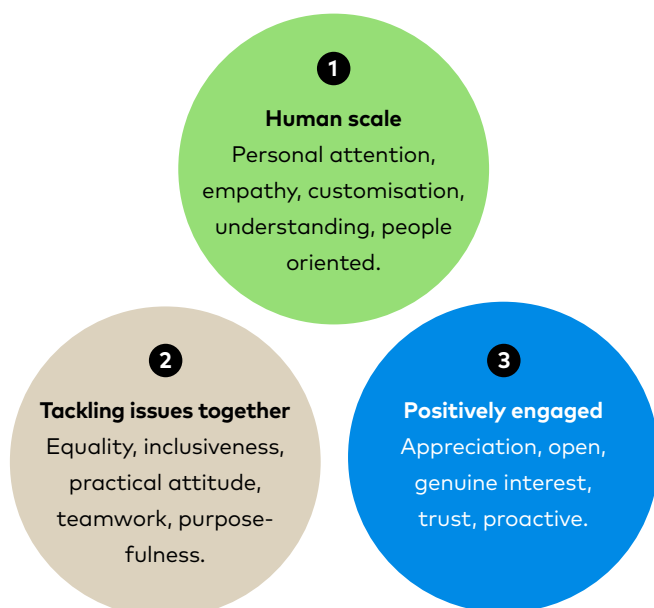 1
Human scale
Personal attention,
empathy, customisation,
understanding, people
oriented.
2
Tackling issues together
Equality, inclusiveness,
practical attitude,
teamwork, purpose-
fulness.
3
Positively engaged
Appreciation, open,
genuine interest,
trust, proactive.